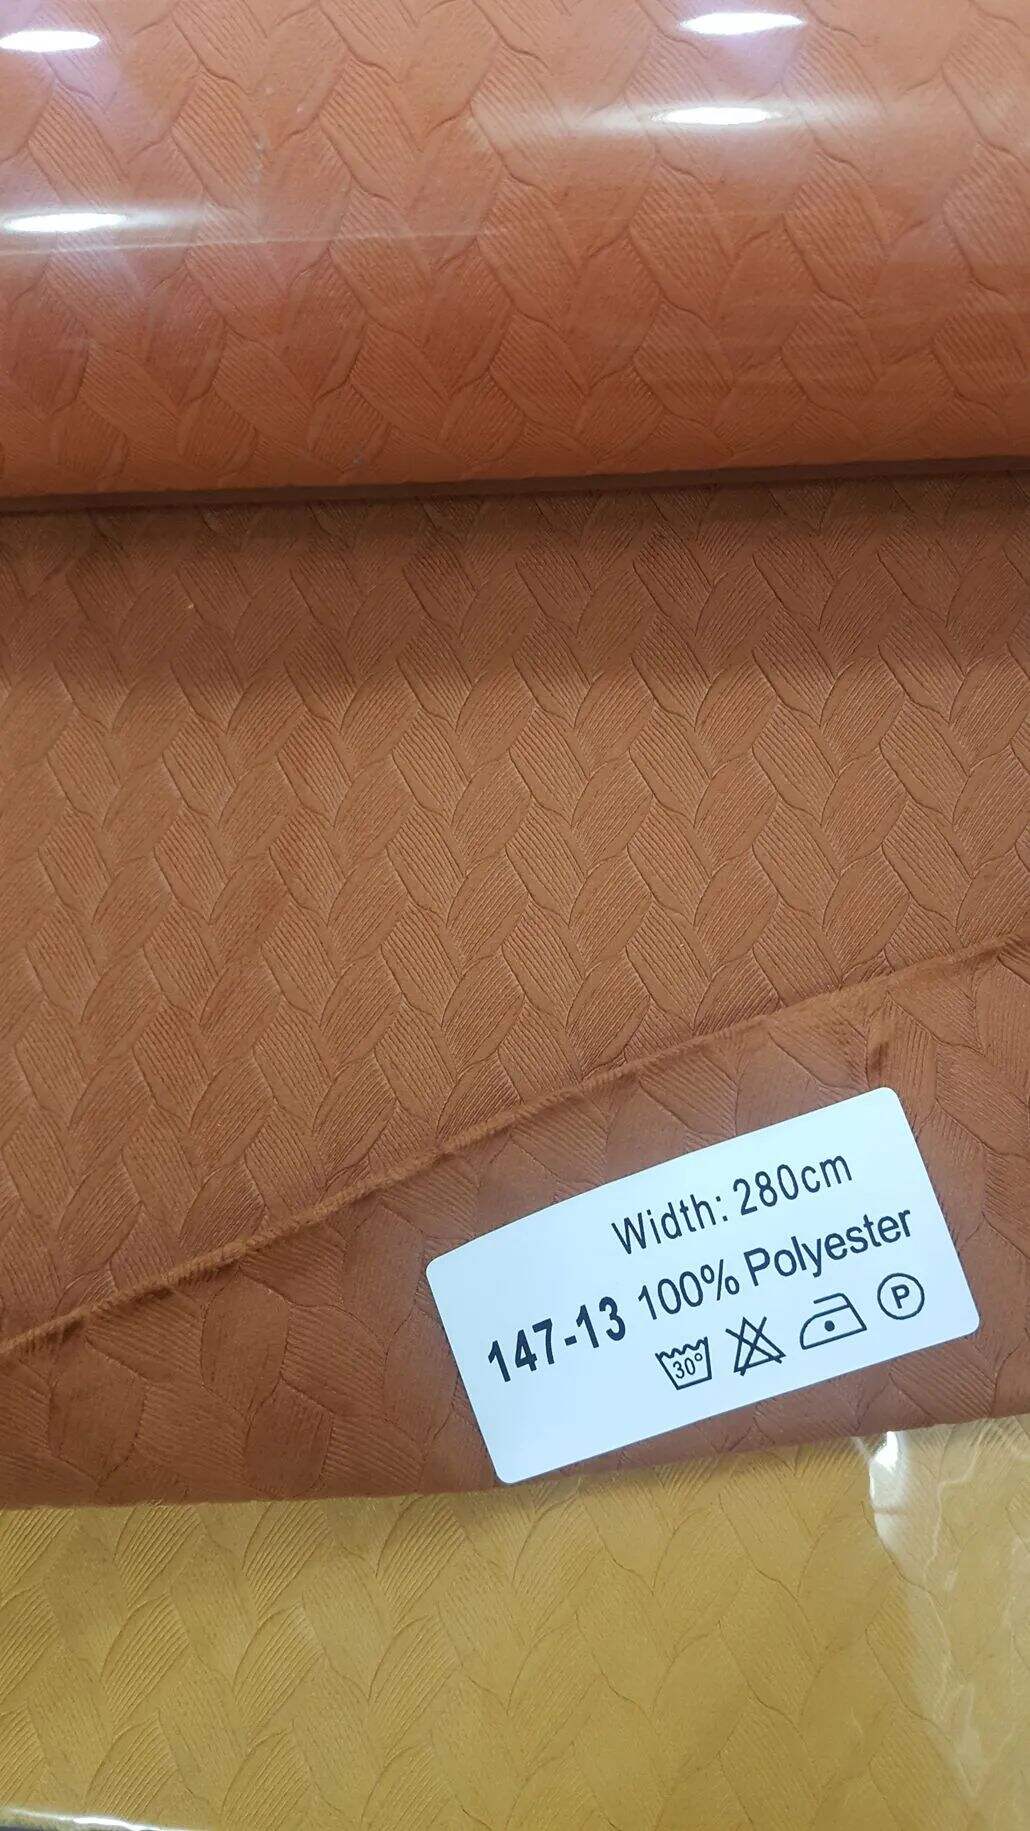 Width: 280cm
147-13 100% Polyester
30° P